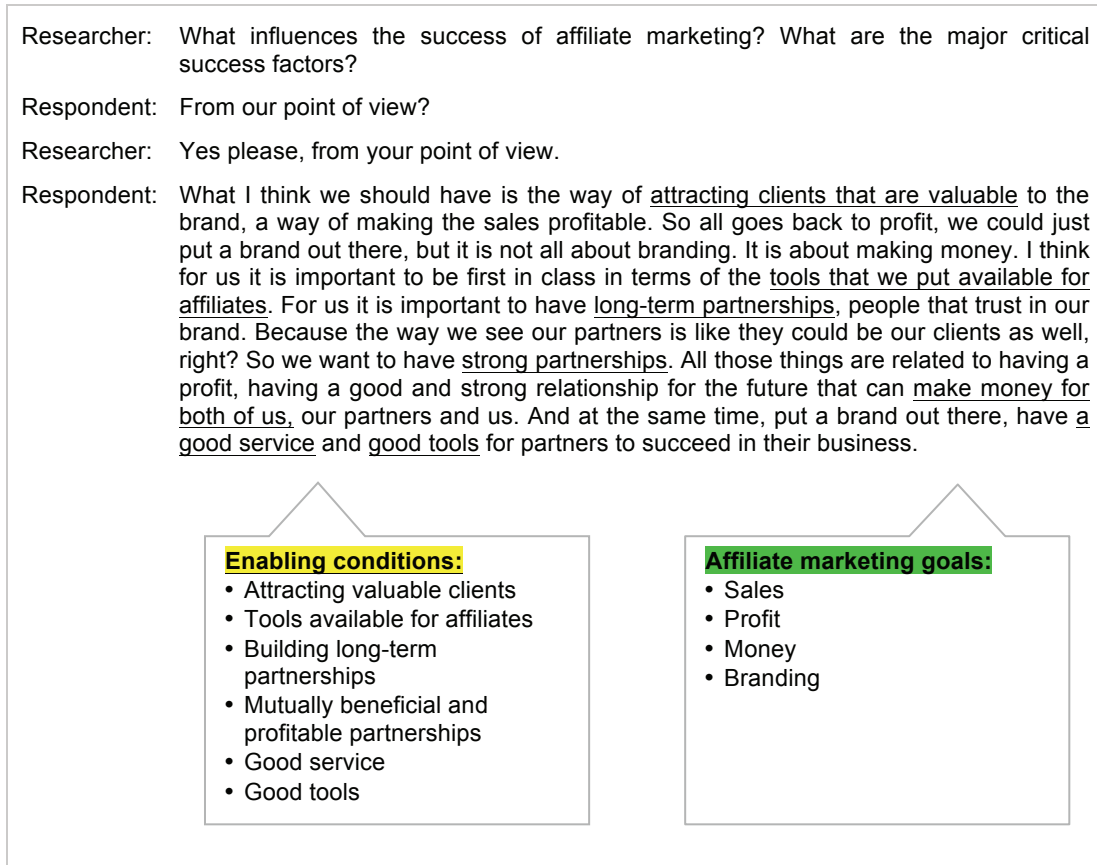 Researcher: What influences the success of affiliate marketing? What are the major critical
success factors?
Respondent: From our point of view?
Researcher: Yes please, from your point of view.
Respondent: What I think we should have is the way of attracting clients that are valuable to the
brand, a way of making the sales profitable. So all goes back to profit, we could just
put a brand out there, but it is not all about branding. It is about making money. I think
for us it is important to be first in class in terms of the tools that we put available for
affiliates. For us it is important to have long-term partnerships, people that trust in our
brand. Because the way we see our partners is like they could be our clients as well,
right? So we want to have strong partnerships. All those things are related to having a
profit, having a good and strong relationship for the future that can make money for
both of us, our partners and us. And at the same time, put a brand out there, have a
good service and good tools for partners to succeed in their business.
Enabling conditions:
• Attracting valuable clients
• Tools available for affiliates
• Building long-term
partnerships
• Mutually beneficial and
profitable partnerships
• Good service
• Good tools
Affiliate marketing goals:
• Sales
• Profit
• Money
• Branding